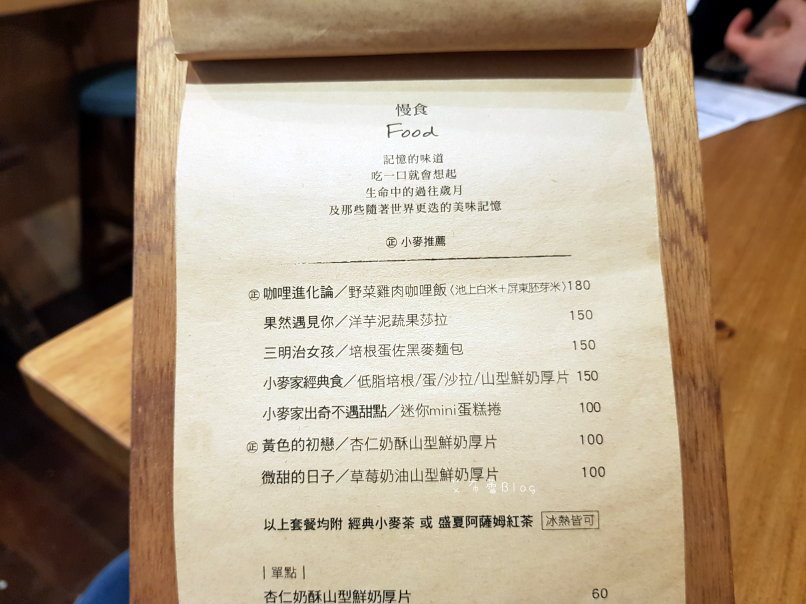 慢食
Food
記憶的味道
吃一口就會想起
生命中的過往歲月
及那些隨著世界更迭的美味記憶
㊣ 小麥推薦
㊣ 咖哩進化論／野菜雞肉咖哩飯〈池上白米＋屏東胚芽米〉180
果然遇見你／洋芋泥蔬果莎拉 150
三明治女孩／培根蛋佐黑麥麵包 150
小麥家經典食／低脂培根/蛋/沙拉/山型鮮奶厚片 150
小麥家出奇不遇甜點／迷你mini蛋糕捲 100
㊣ 黃色的初戀／杏仁奶酥山型鮮奶厚片 100
微甜的日子／草莓奶油山型鮮奶厚片 100
Blog
以上套餐均附 經典小麥茶 或 盛夏阿薩姆紅茶 冰熱皆可
| 單點 |
杏仁奶酥山型鮮奶厚片 60